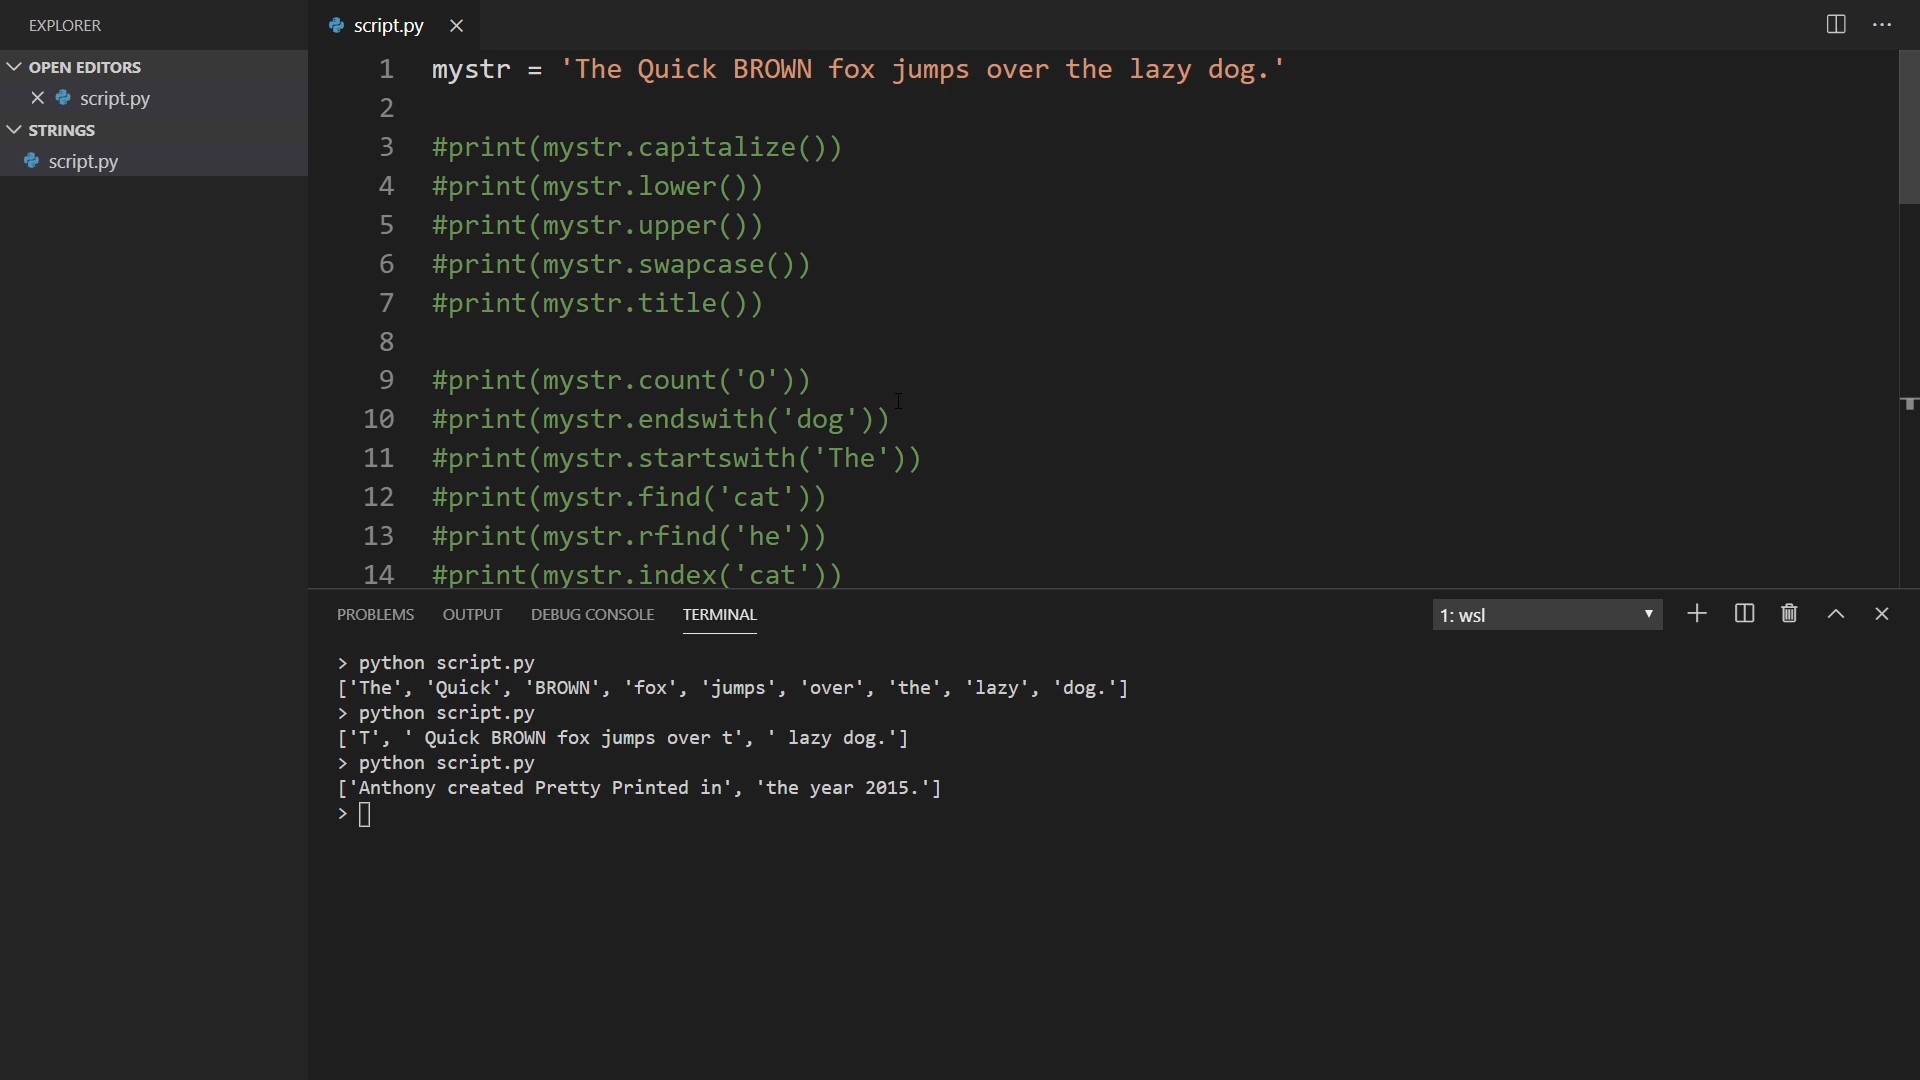 EXPLORER
script.py
OPEN EDITORS
script.py
STRINGS
script.py
1 mystr = 'The Quick BROWN fox jumps over the lazy dog.'
2
3 #print(mystr.capitalize())
4 #print(mystr.lower())
5 #print(mystr.upper())
6 #print(mystr.swapcase())
7 #print(mystr.title())
8
9 #print(mystr.count('O'))
10 #print(mystr.endswith('dog'))
11 #print(mystr.startswith('The'))
12 #print(mystr.find('cat'))
13 #print(mystr.rfind('he'))
14 #print(mystr.index('cat'))
PROBLEMS OUTPUT DEBUG CONSOLE TERMINAL 1: wsl
> python script.py
['The', 'Quick', 'BROWN', 'fox', 'jumps', 'over', 'the', 'lazy', 'dog.']
> python script.py
['T', ' Quick BROWN fox jumps over t', ' lazy dog.']
> python script.py
['Anthony created Pretty Printed in', 'the year 2015.']
>